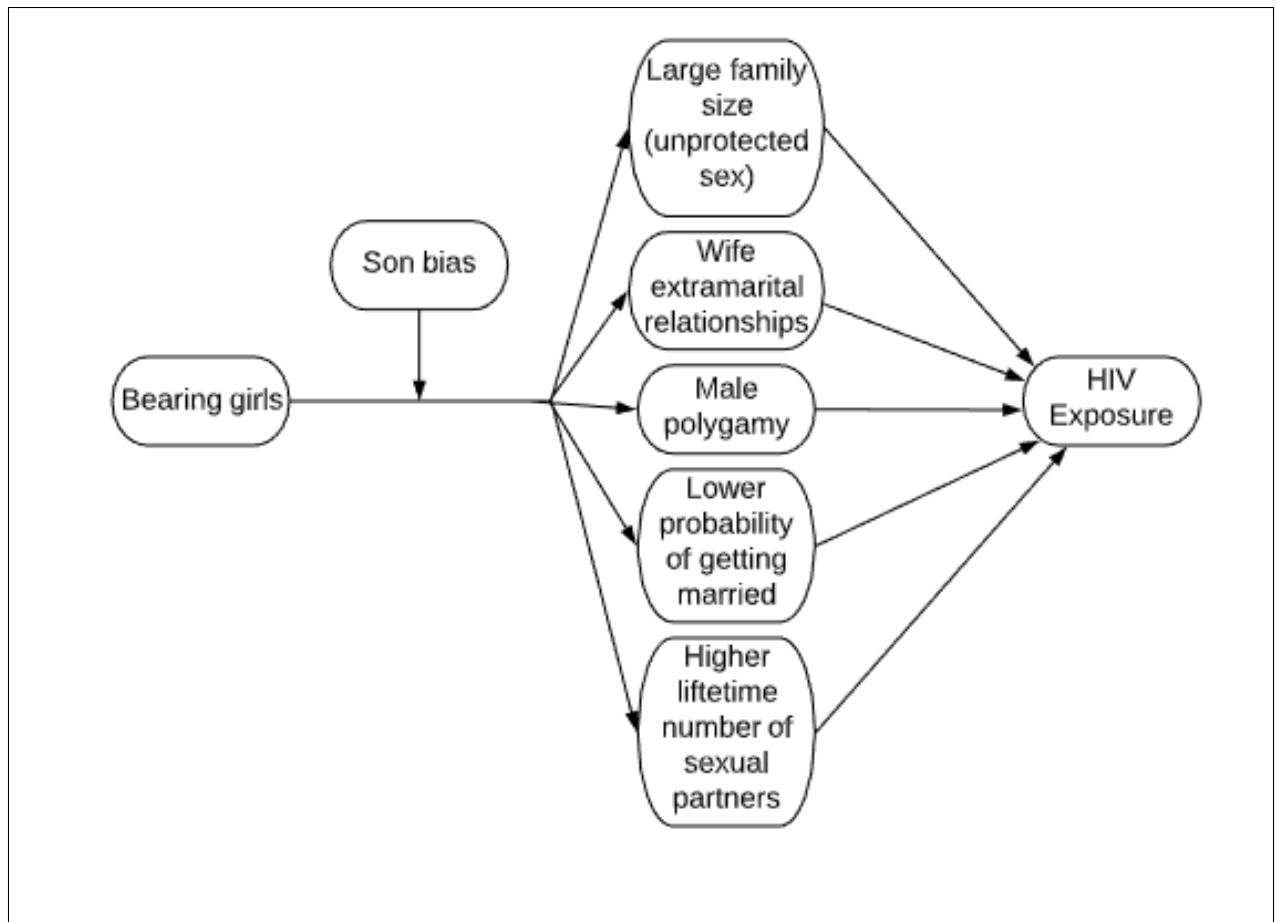 Large family
size
(unprotected
sex)
Son bias
Wife
extramarital
relationships
Bearing girls
Male
polygamy
HIV
Exposure
Lower
probability
of getting
married
Higher
liftetime
number of
sexual
partners